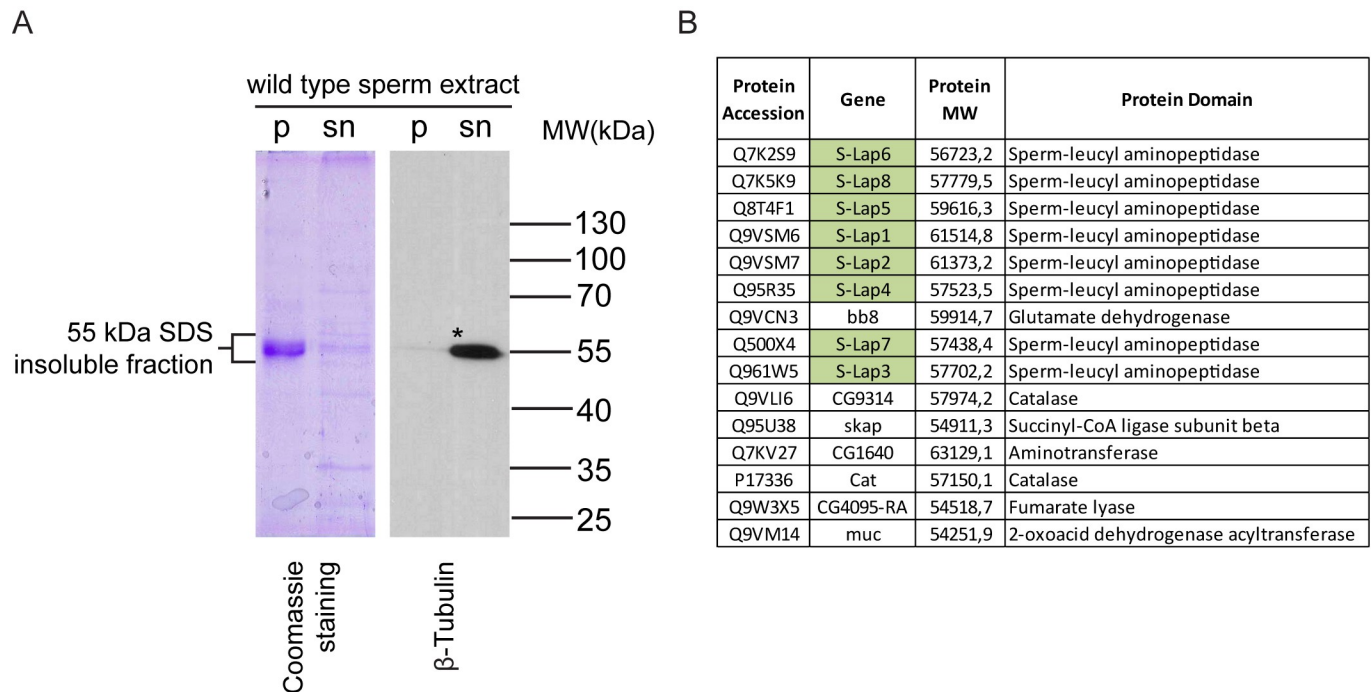 A
wild type sperm extract
p sn p sn MW(kDa)
130
100
70
55 kDa SDS
insoluble fraction
*
55
40
35
25
Coomassie
staining
β-Tubulin
B
Protein Accession Gene Protein MW Protein Domain
Q7K2S9 S-Lap6 56723,2 Sperm-leucyl aminopeptidase
Q7K5K9 S-Lap8 57779,5 Sperm-leucyl aminopeptidase
Q8T4F1 S-Lap5 59616,3 Sperm-leucyl aminopeptidase
Q9VSM6 S-Lap1 61514,8 Sperm-leucyl aminopeptidase
Q9VSM7 S-Lap2 61373,2 Sperm-leucyl aminopeptidase
Q95R35 S-Lap4 57523,5 Sperm-leucyl aminopeptidase
Q9VCN3 bb8 59914,7 Glutamate dehydrogenase
Q500X4 S-Lap7 57438,4 Sperm-leucyl aminopeptidase
Q961W5 S-Lap3 57702,2 Sperm-leucyl aminopeptidase
Q9VLI6 CG9314 57974,2 Catalase
Q95U38 skap 54911,3 Succinyl-CoA ligase subunit beta
Q7KV27 CG1640 63129,1 Aminotransferase
P17336 Cat 57150,1 Catalase
Q9W3X5 CG4095-RA 54518,7 Fumarate lyase
Q9VM14 muc 54251,9 2-oxoacid dehydrogenase acyltransferase